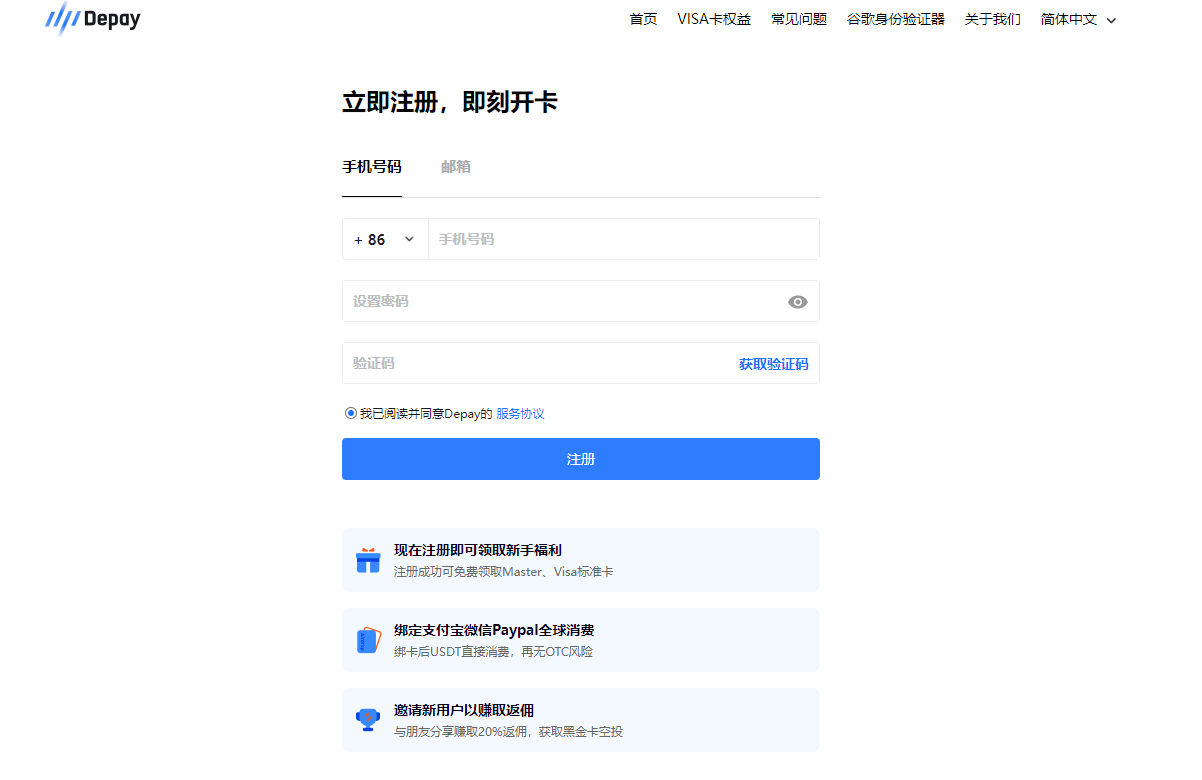 Depay
首页 VISA卡权益 常见问题 谷歌身份验证器 关于我们 简体中文
立即注册，即刻开卡
手机号码 邮箱
+ 86 手机号码
设置密码
验证码 获取验证码
我已阅读并同意Depay的 服务协议
注册
现在注册即可领取新手福利
注册成功可免费领取Master、Visa标准卡
绑定支付宝微信Paypal全球消费
绑卡后USDT直接消费，再无OTC风险
邀请新用户以赚取返佣
与朋友分享赚取20%返佣，获取黑金卡空投